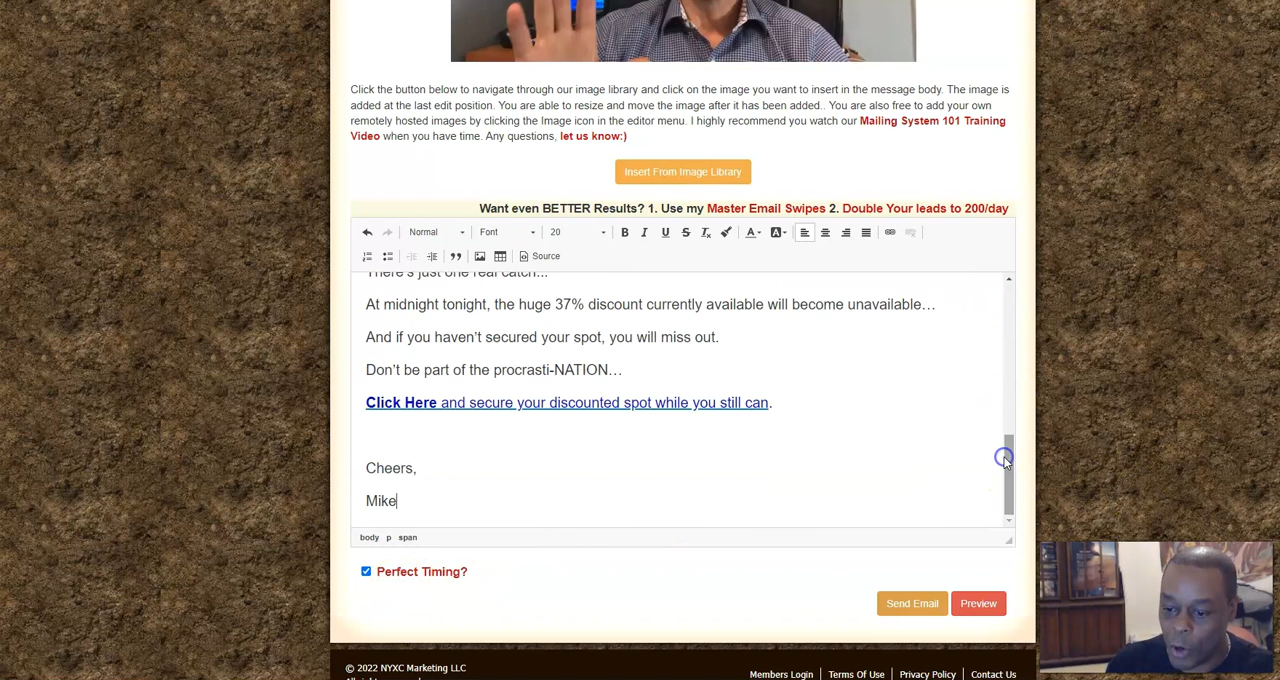 Click the button below to navigate through our image library and click on the image you want to insert in the message body. The image is
added at the last edit position. You are able to resize and move the image after it has been added.. You are also free to add your own
remotely hosted images by clicking the Image icon in the editor menu. I highly recommend you watch our Mailing System 101 Training
Video when you have time. Any questions, let us know:)
Insert From Image Library
Want even BETTER Results? 1. Use my Master Email Swipes 2. Double Your leads to 200/day
Normal Font 20 B I U S Tx A A
Source
There's just one real catch...
At midnight tonight, the huge 37% discount currently available will become unavailable…
And if you haven't secured your spot, you will miss out.
Don't be part of the procrasti-NATION…
Click Here and secure your discounted spot while you still can.
Cheers,
Mike
body p span
Perfect Timing?
Send Email Preview
© 2022 NYXC Marketing LLC
Members Login Terms Of Use Privacy Policy Contact Us